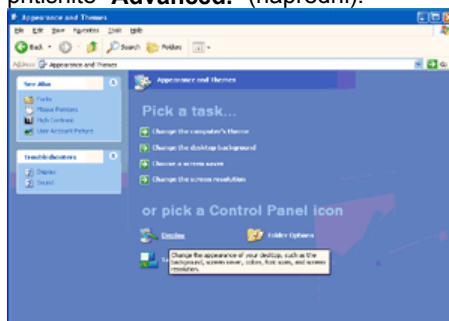 pritisnite "Advanced." (napredni).
Appearance and Themes
File Edit View Favorites Tools Help
Back Search Folders
Address Appearance and Themes Go
See Also
Fonts
Mouse Pointers
High Contrast
User Account Picture
Troubleshooters
Display
Sound
Appearance and Themes
Pick a task...
Change the computer's theme
Change the desktop background
Choose a screen saver
Change the screen resolution
or pick a Control Panel icon
Display Folder Options
Change the appearance of your desktop, such as the
background, screen saver, colors, font sizes, and screen
resolution.